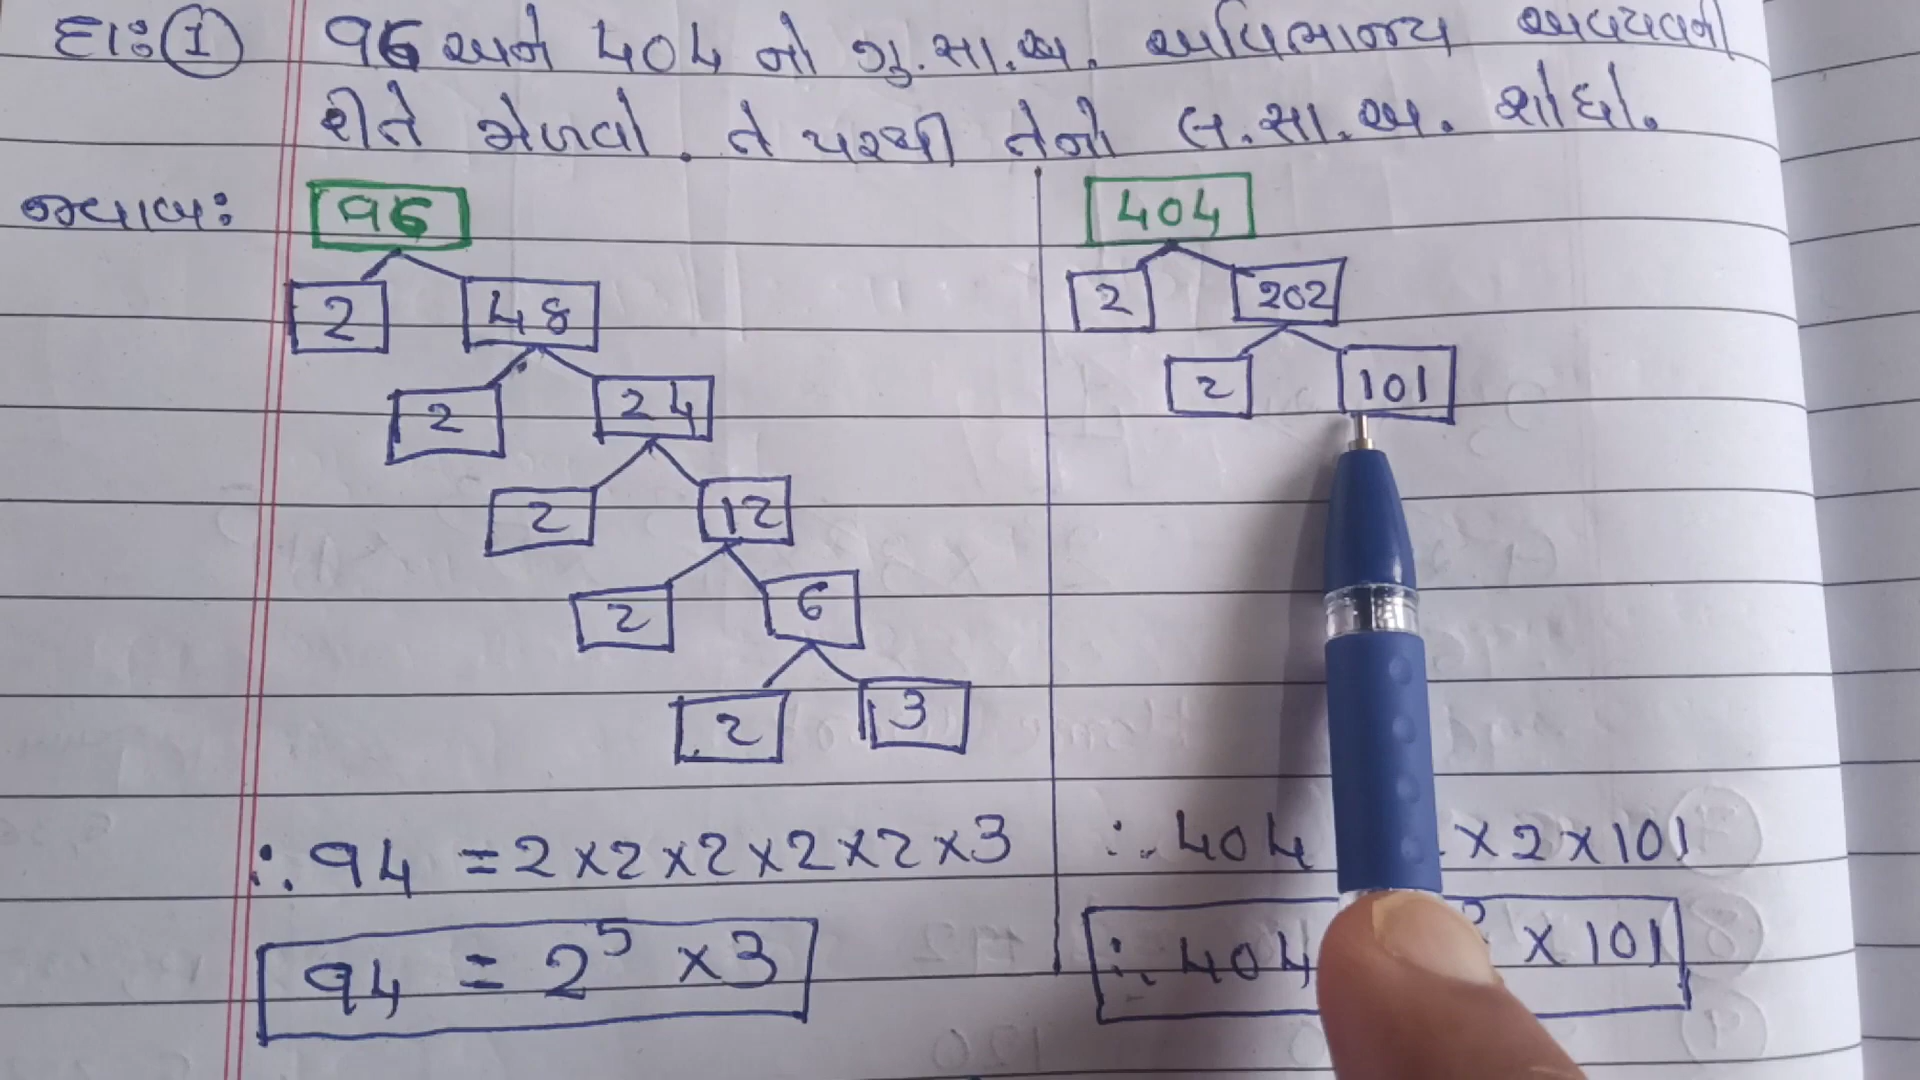 દાઃ 1 96 અને 404 નો ગુ.સા.અ. અવિભાજ્ય અવયવની
રીતે મેળવો. તે પરથી તેનો લ.સા.અ. શોધો.
જવાબઃ 96 404
2 48 2 202
2 24 2 101
2 12
2 6
2 3
∴ 94 = 2 × 2 × 2 × 2 × 2 × 3 ∴ 404 × 2 × 101
94 = 2⁵ × 3 ∴ 404 ² × 101